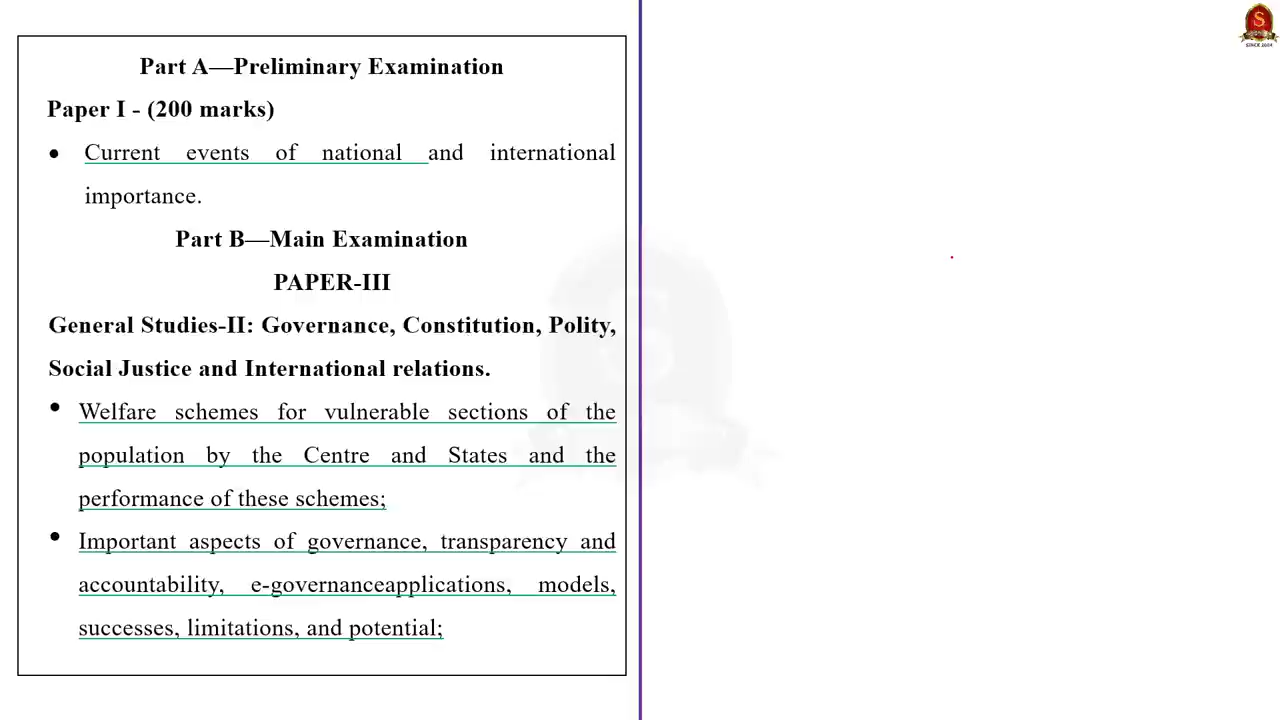 Part A—Preliminary Examination
Paper I - (200 marks)
• Current events of national and international
importance.
Part B—Main Examination
PAPER-III
General Studies-II: Governance, Constitution, Polity,
Social Justice and International relations.
• Welfare schemes for vulnerable sections of the
population by the Centre and States and the
performance of these schemes;
• Important aspects of governance, transparency and
accountability, e-governanceapplications, models,
successes, limitations, and potential;
S
SINCE 2004